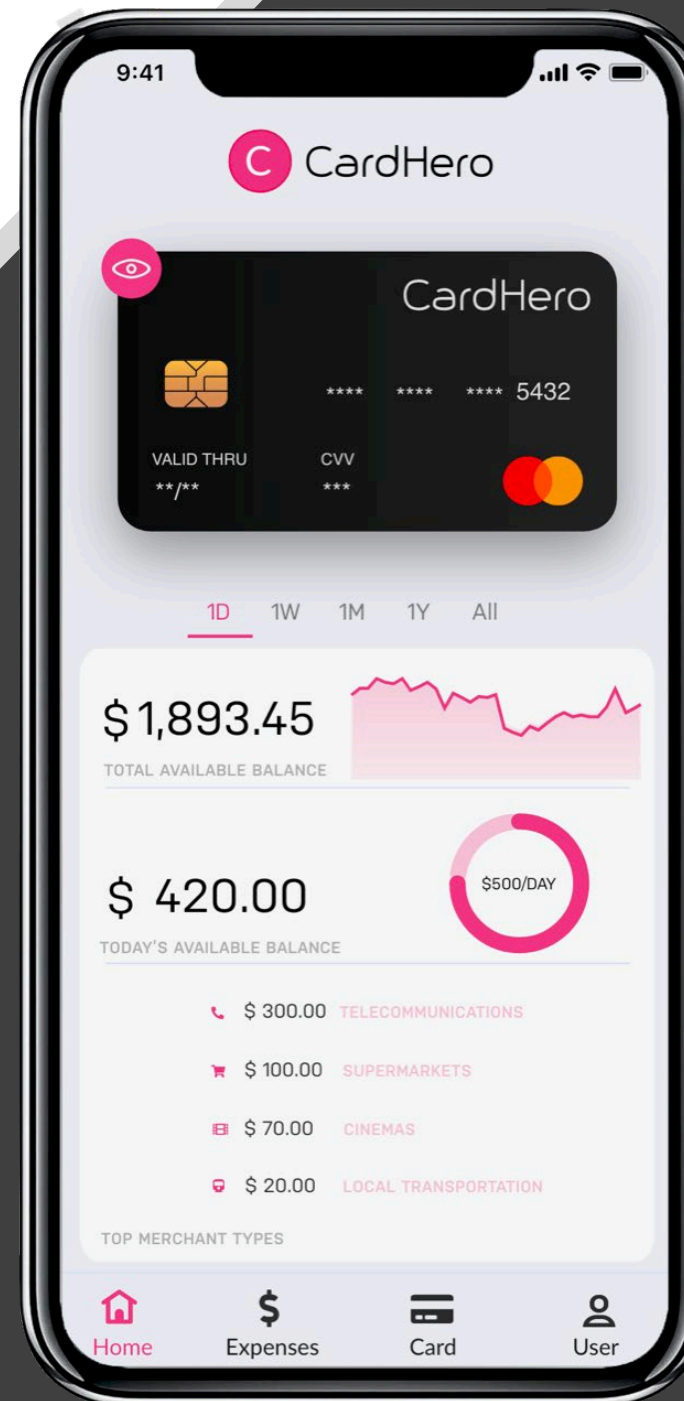 9:41
C CardHero
CardHero
**** **** **** 5432
VALID THRU CVV
**/** ***
1D 1W 1M 1Y All
$1,893.45
TOTAL AVAILABLE BALANCE
$ 420.00
$500/DAY
TODAY'S AVAILABLE BALANCE
$ 300.00 TELECOMMUNICATIONS
$ 100.00 SUPERMARKETS
$ 70.00 CINEMAS
$ 20.00 LOCAL TRANSPORTATION
TOP MERCHANT TYPES
Home Expenses Card User